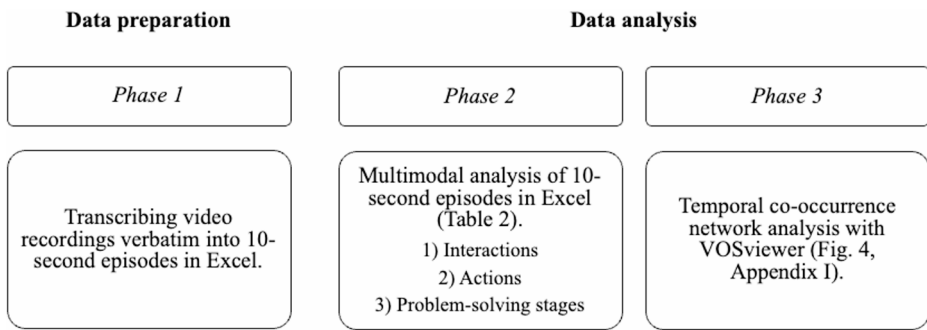 Data preparation
Data analysis
Phase 1
Phase 2
Phase 3
Transcribing video
recordings verbatim into 10-
second episodes in Excel.
Multimodal analysis of 10-
second episodes in Excel
(Table 2).
1) Interactions
2) Actions
3) Problem-solving stages
Temporal co-occurrence
network analysis with
VOSviewer (Fig. 4,
Appendix I).